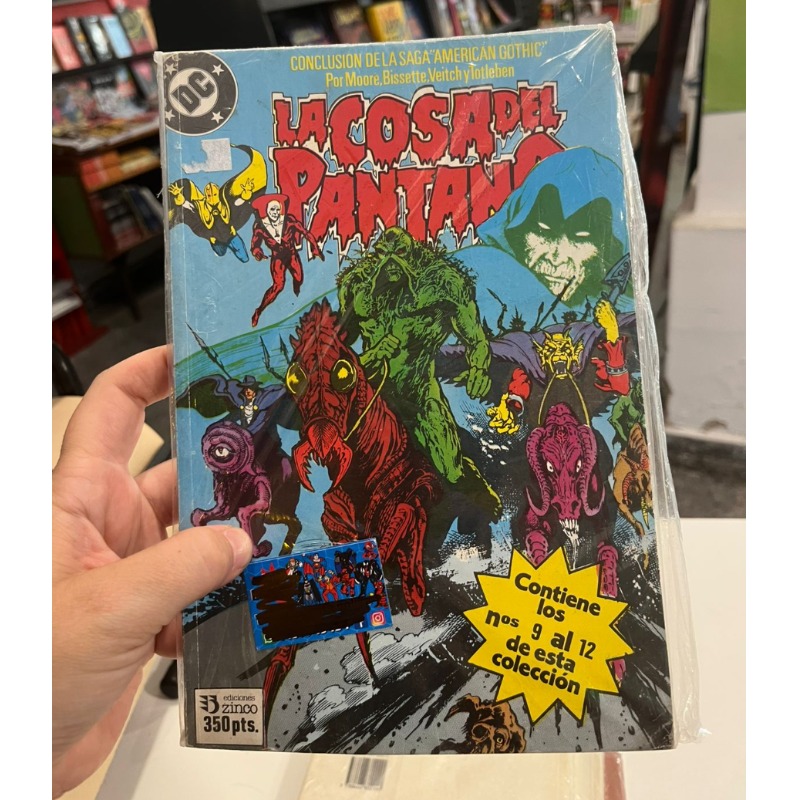 CONCLUSION DE LA SAGA "AMERICAN GOTHIC"
Por Moore, Bissette, Veitch y Totleben
DC
LA COSA DEL
PANTANO
Contiene
los
nos 9 al 12
de esta
colección
ediciones
zinco
350 pts.